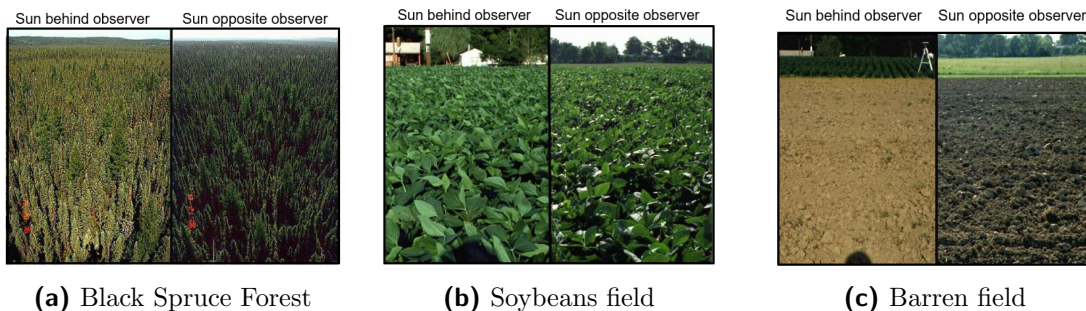 Sun behind observer Sun opposite observer
Sun behind observer Sun opposite observer
Sun behind observer Sun opposite observer
(a) Black Spruce Forest
(b) Soybeans field
(c) Barren field